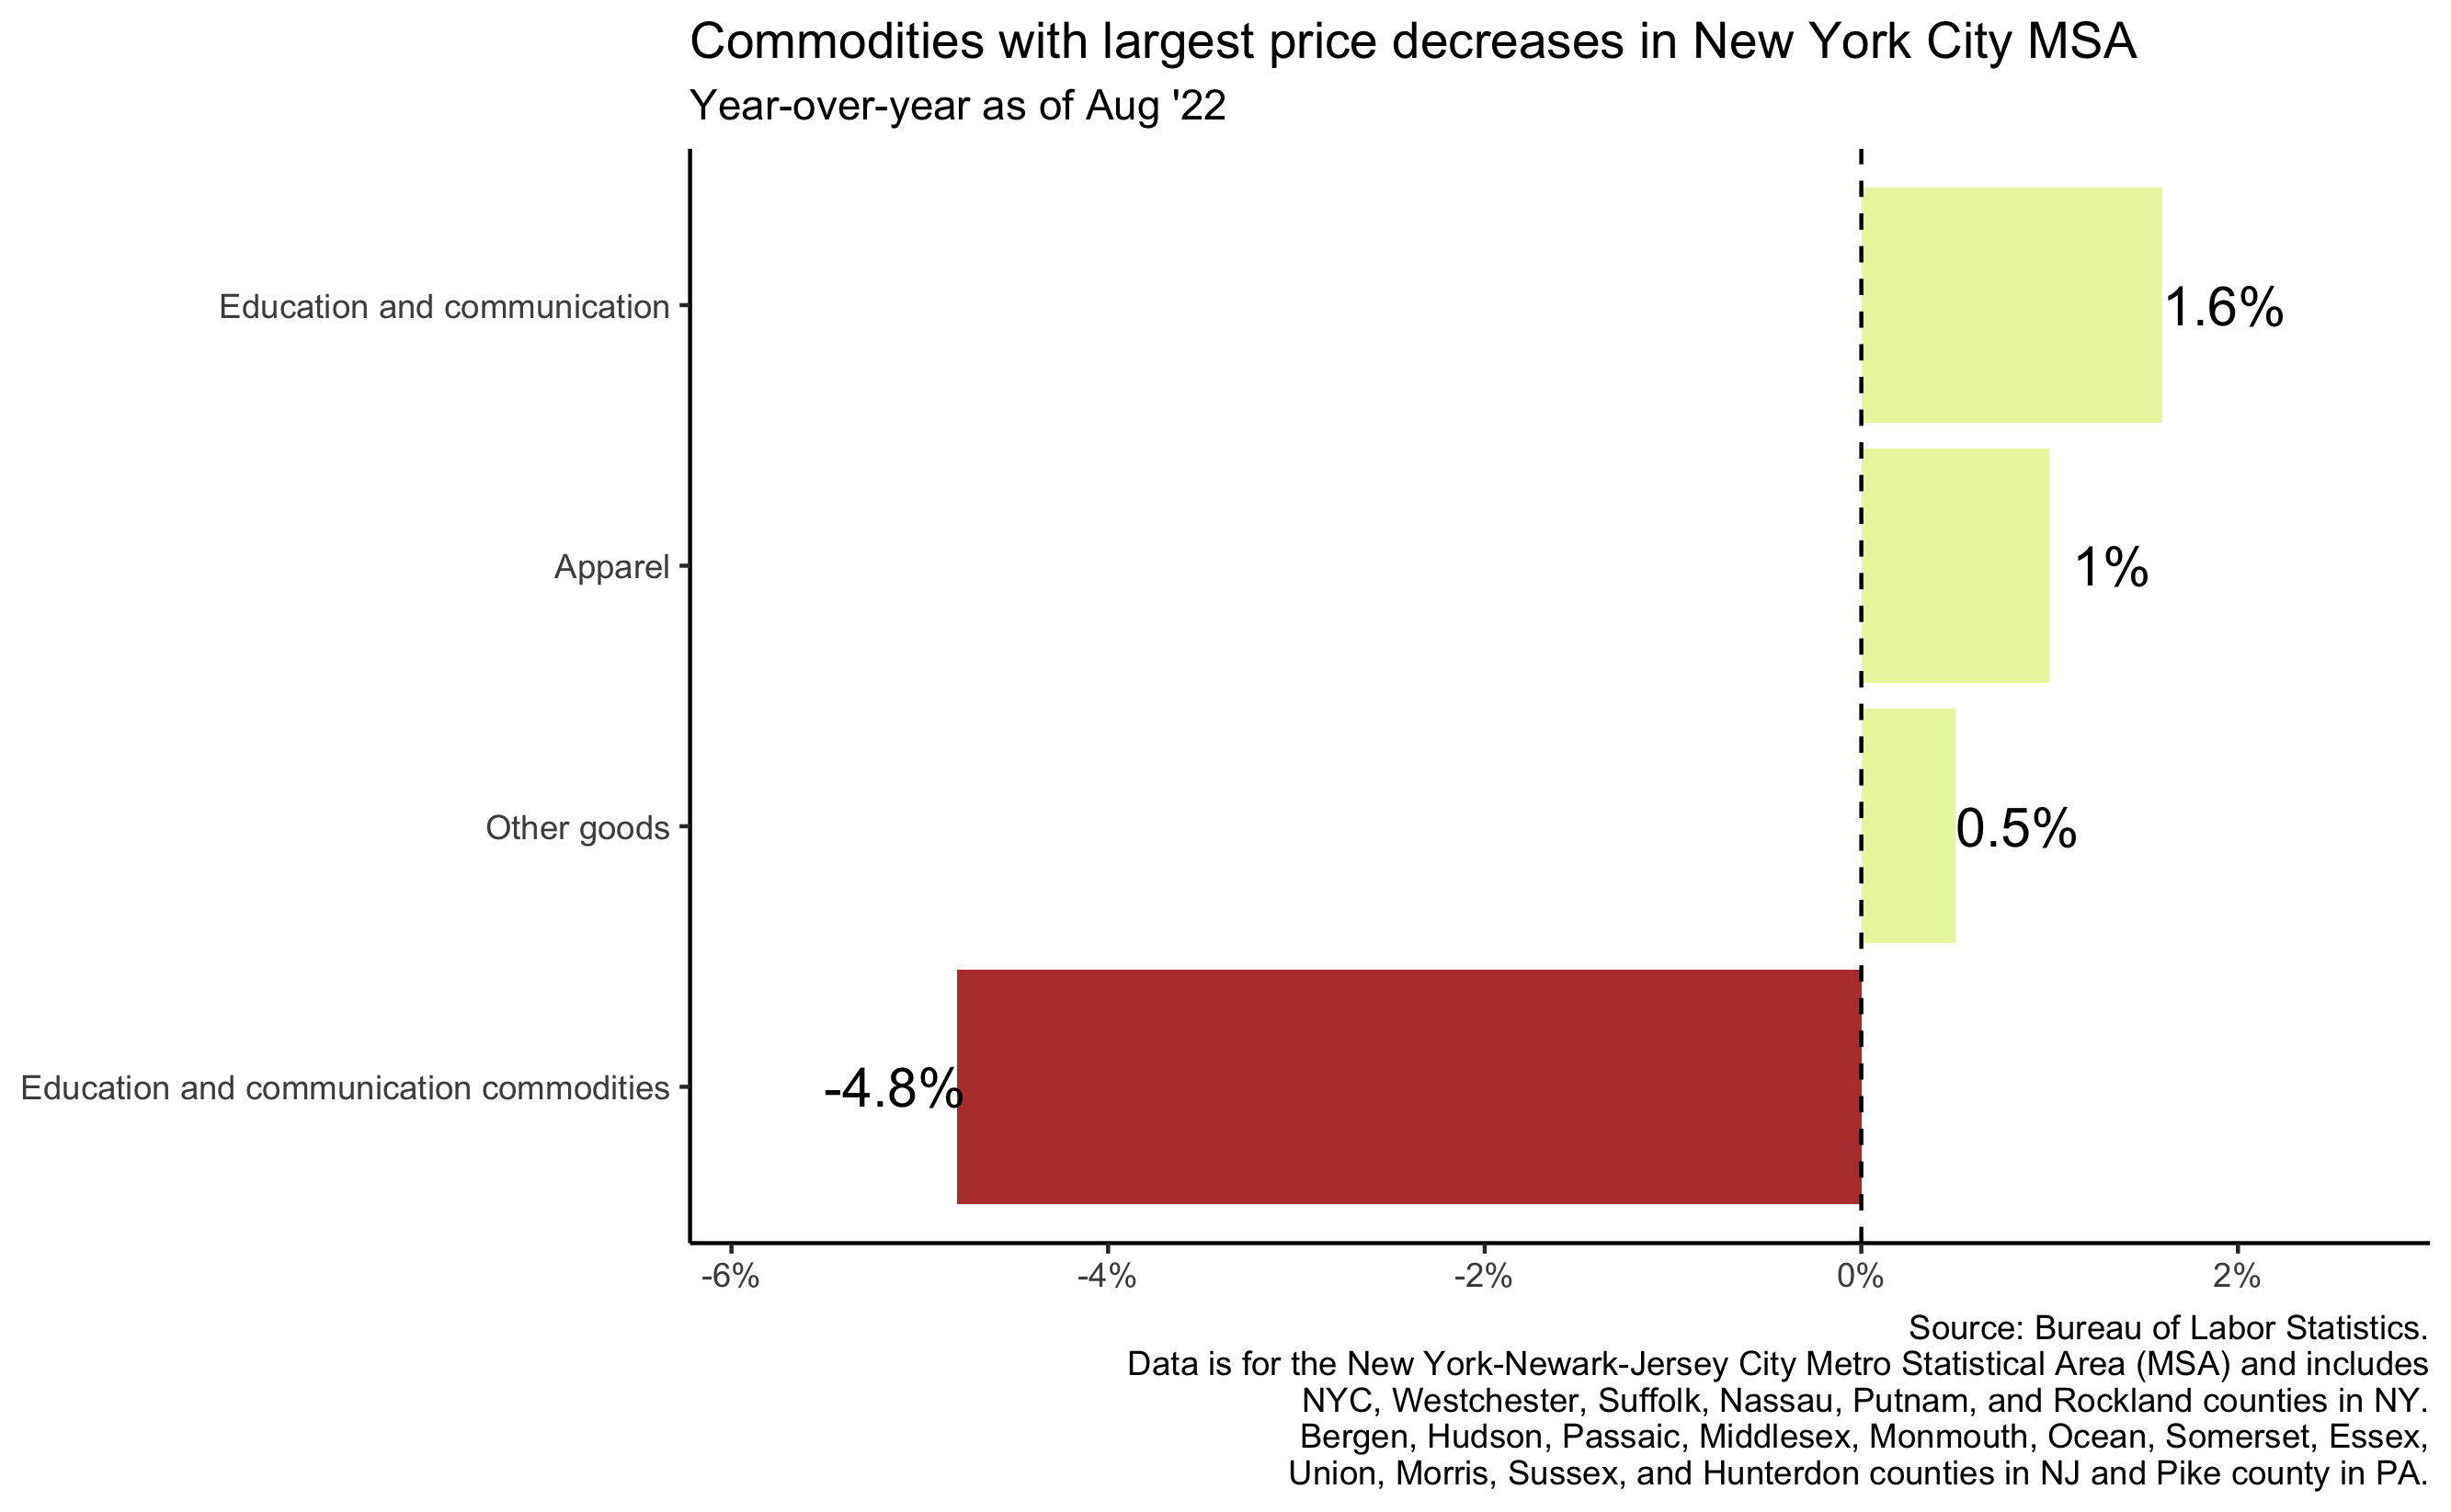 Commodities with largest price decreases in New York City MSA
Year-over-year as of Aug '22
Education and communication
1.6%
Apparel
1%
Other goods
0.5%
Education and communication commodities
-4.8%
-6%
-4%
-2%
0%
2%
Source: Bureau of Labor Statistics.
Data is for the New York-Newark-Jersey City Metro Statistical Area (MSA) and includes
NYC, Westchester, Suffolk, Nassau, Putnam, and Rockland counties in NY.
Bergen, Hudson, Passaic, Middlesex, Monmouth, Ocean, Somerset, Essex,
Union, Morris, Sussex, and Hunterdon counties in NJ and Pike county in PA.